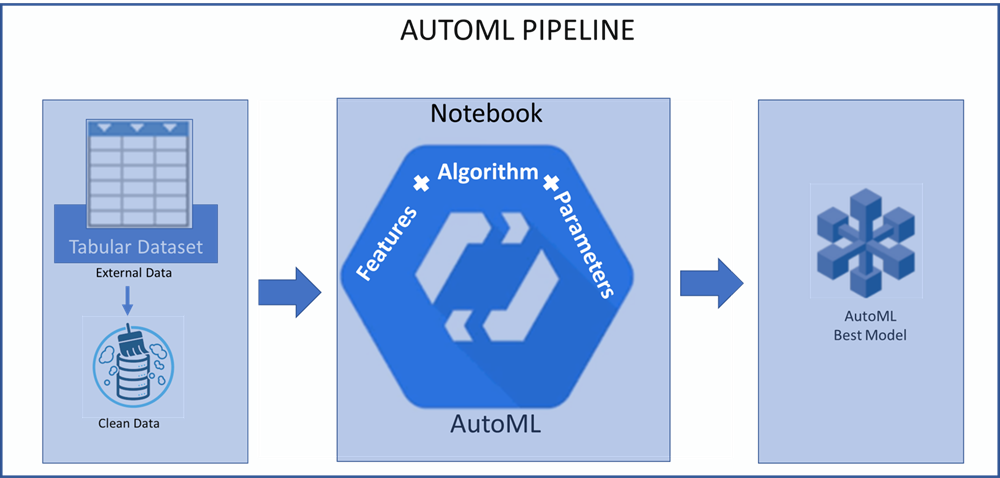 AUTOML PIPELINE
Tabular Dataset
External Data
Clean Data
Notebook
Features
Algorithm
Parameters
AutoML
AutoML
Best Model